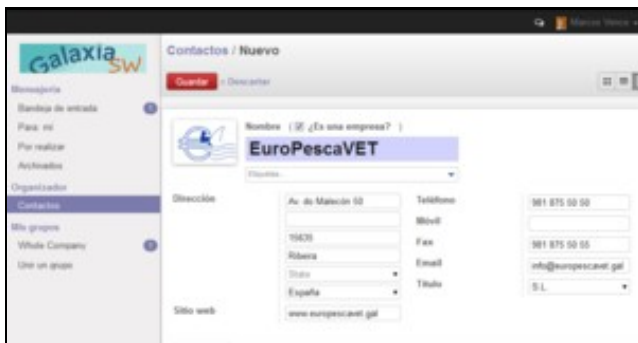 Marcos Vence
Galaxia SW
Contactos / Nuevo
Guardar o Descartar
Mensajería
Bandeja de entrada
Para mí
Por realizar
Archivados
Organizador
Contactos
Mis grupos
Whole Company
Unir un grupo
Nombre ( ¿Es una empresa? )
EuroPescaVET
Etiquetas...
Dirección
Av. do Malecón 50
Ribeira
State
España
Sitio web
www.europescavet.gal
Teléfono
981 875 50 50
Móvil
Fax
981 875 50 55
Email
info@europescavet.gal
Título
S.L.